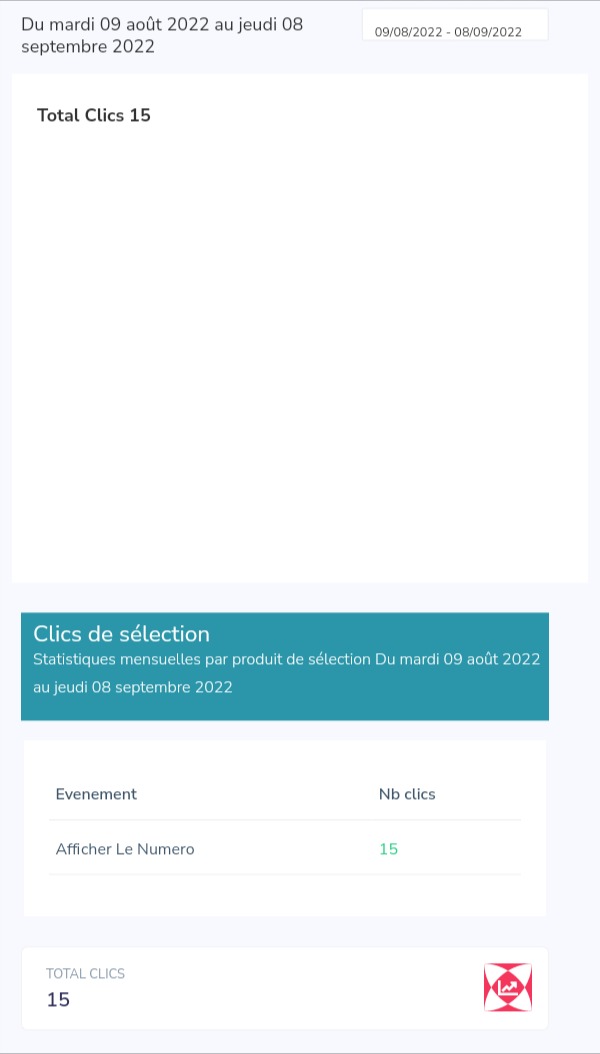 Du mardi 09 août 2022 au jeudi 08
septembre 2022
09/08/2022 - 08/09/2022
Total Clics 15
Clics de sélection
Statistiques mensuelles par produit de sélection Du mardi 09 août 2022
au jeudi 08 septembre 2022
Evenement Nb clics
Afficher Le Numero 15
TOTAL CLICS
15